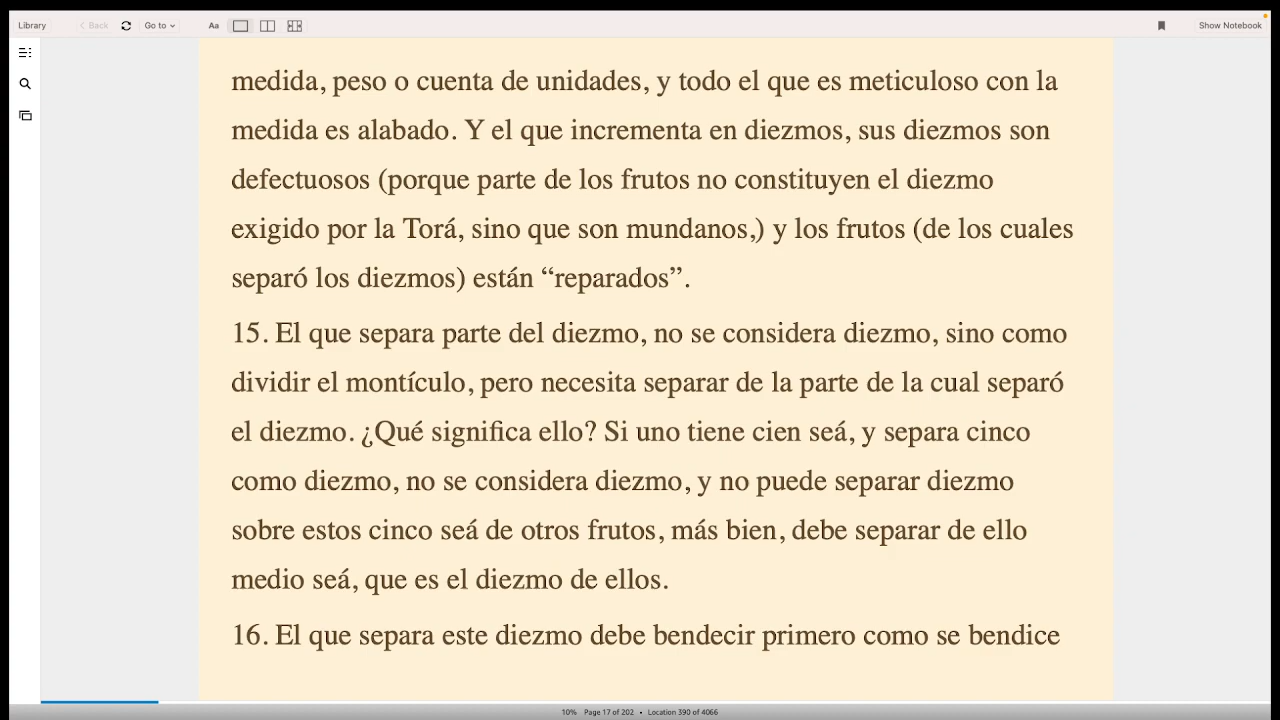 Library
Back
Go to
Aa
Show Notebook
medida, peso o cuenta de unidades, y todo el que es meticuloso con la
medida es alabado. Y el que incrementa en diezmos, sus diezmos son
defectuosos (porque parte de los frutos no constituyen el diezmo
exigido por la Torá, sino que son mundanos,) y los frutos (de los cuales
separó los diezmos) están “reparados”.
15. El que separa parte del diezmo, no se considera diezmo, sino como
dividir el montículo, pero necesita separar de la parte de la cual separó
el diezmo. ¿Qué significa ello? Si uno tiene cien seá, y separa cinco
como diezmo, no se considera diezmo, y no puede separar diezmo
sobre estos cinco seá de otros frutos, más bien, debe separar de ello
medio seá, que es el diezmo de ellos.
16. El que separa este diezmo debe bendecir primero como se bendice
10% Page 17 of 202 • Location 390 of 4066